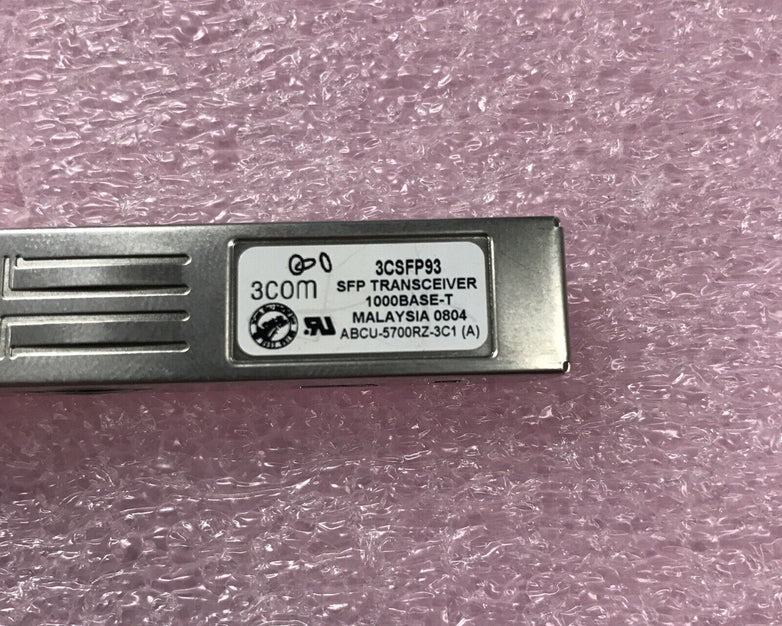 3CSFP93
3com SFP TRANSCEIVER
1000BASE-T
MALAYSIA 0804
ABCU-5700RZ-3C1 (A)